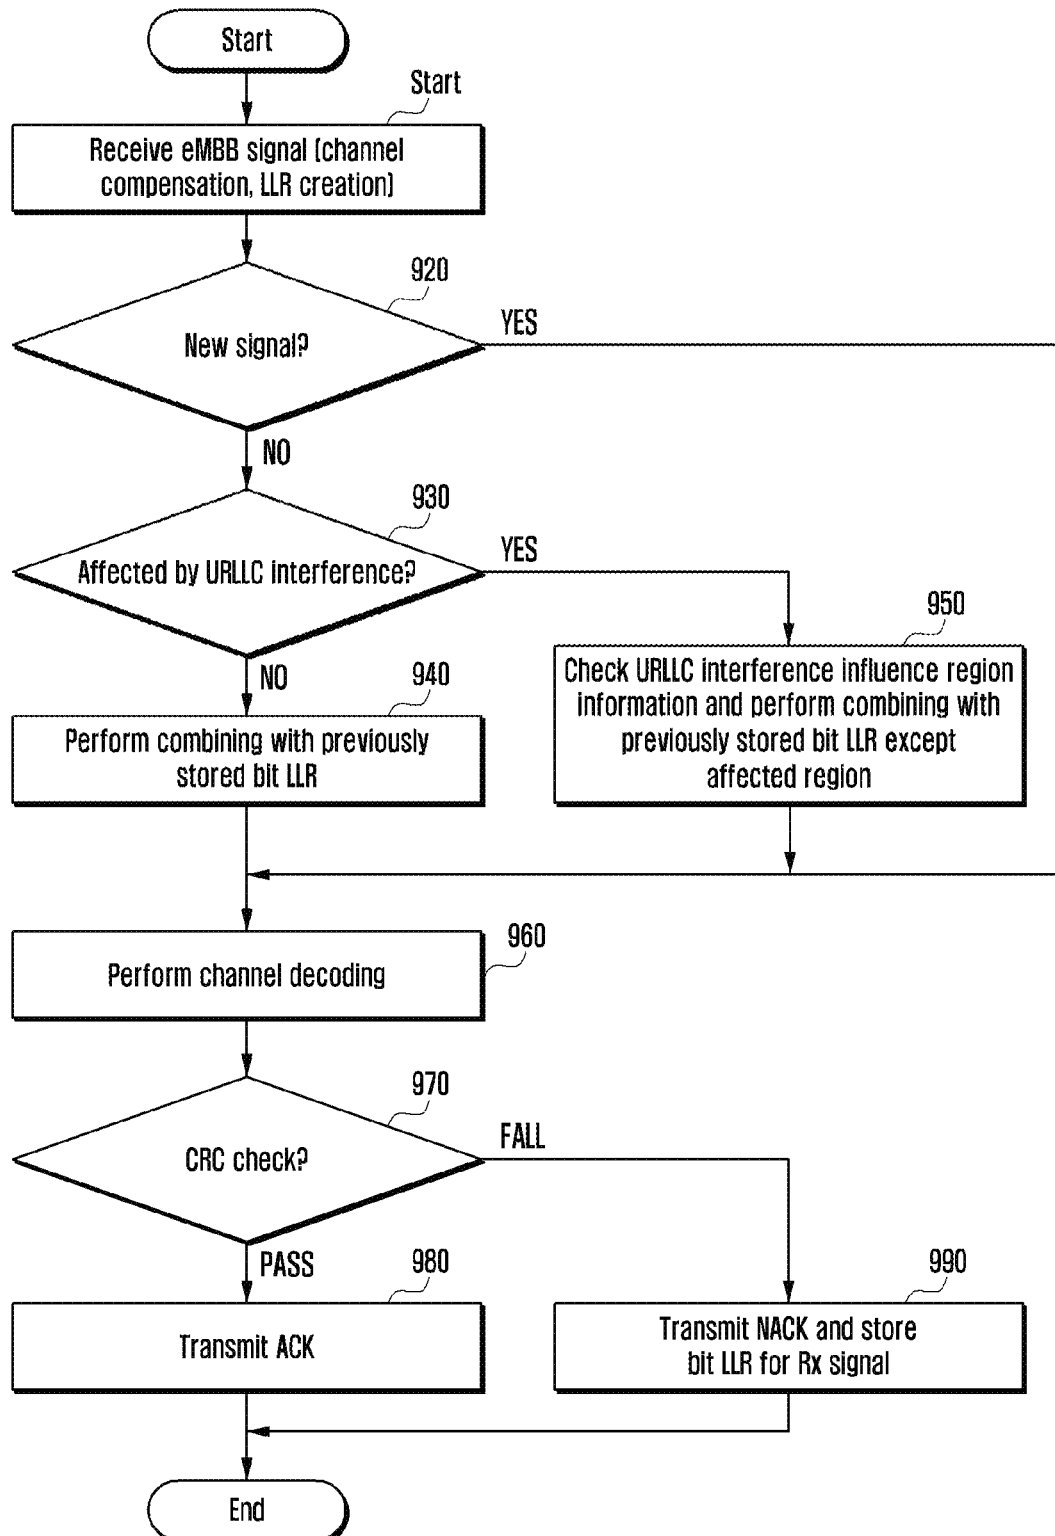 Start
Start
Receive eMBB signal (channel
compensation, LLR creation)
920
New signal?
YES
NO
930
Affected by URLLC interference?
YES
950
Check URLLC interference influence region
information and perform combining with
previously stored bit LLR except
affected region
NO
940
Perform combining with previously
stored bit LLR
960
Perform channel decoding
970
CRC check?
FALL
PASS
980
Transmit ACK
990
Transmit NACK and store
bit LLR for Rx signal
End